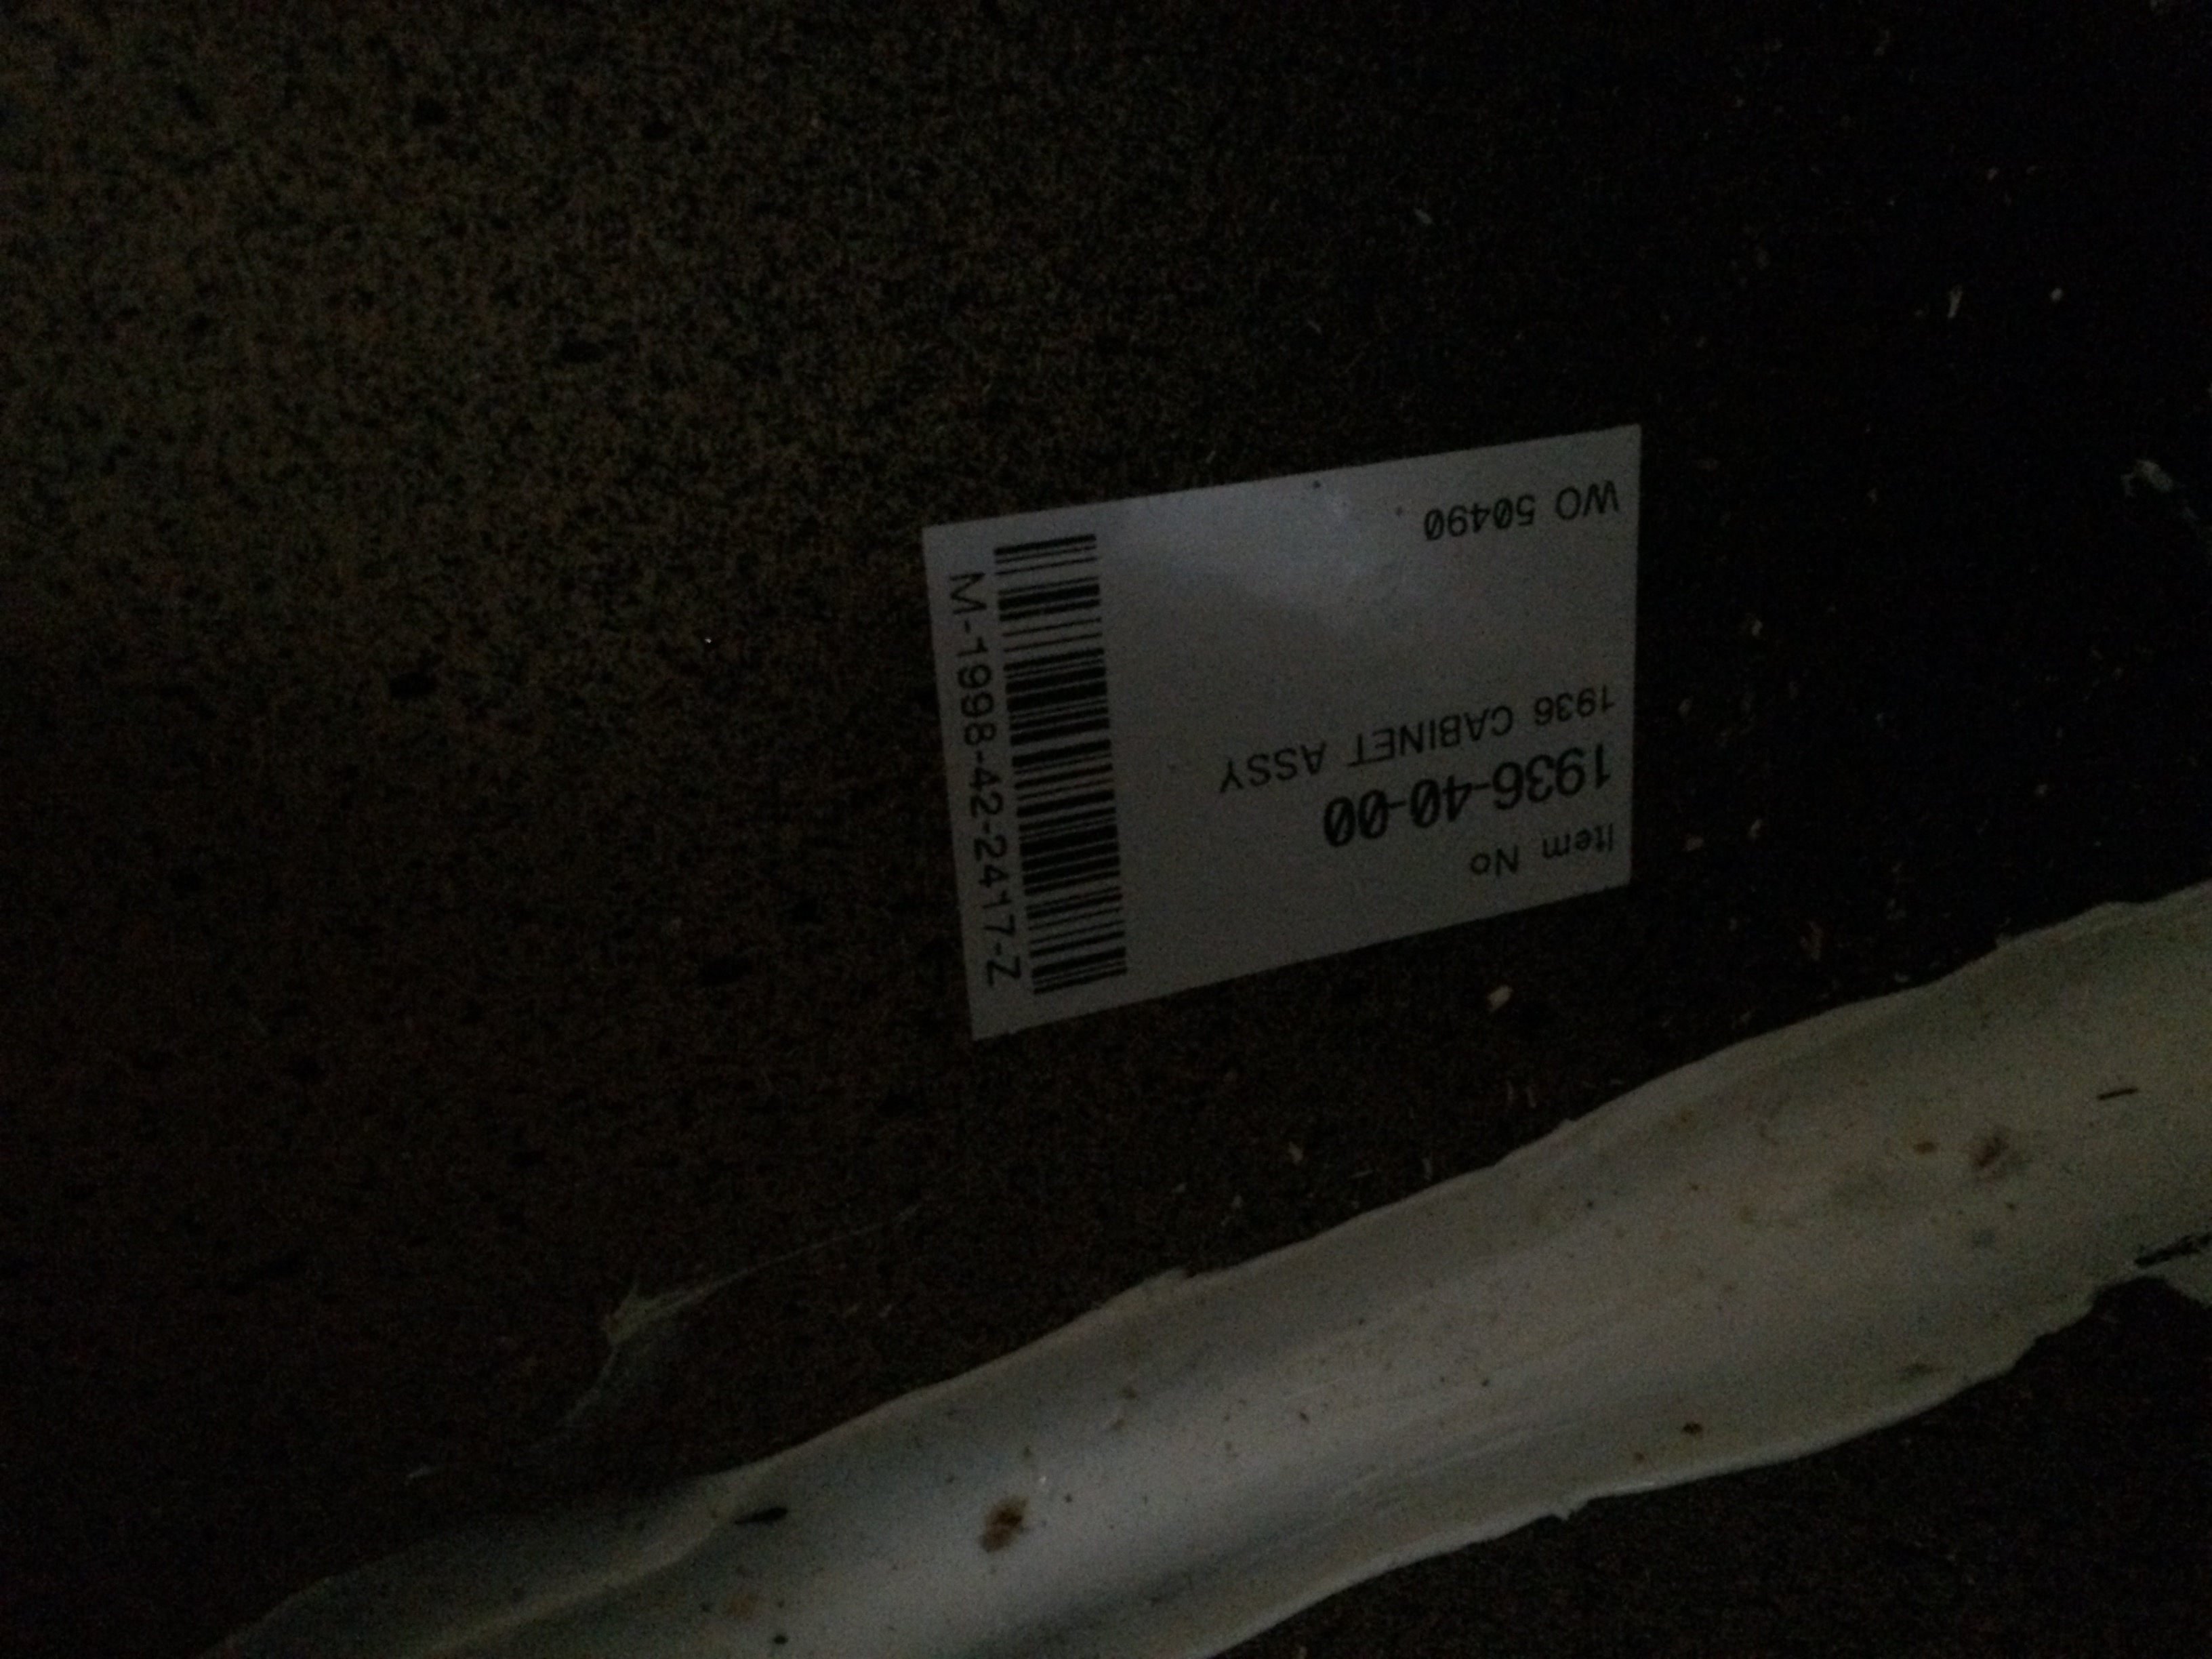 Item No
1936-40-00
1936 CABINET ASSY
WO 50490
M-1998-42-2417-Z